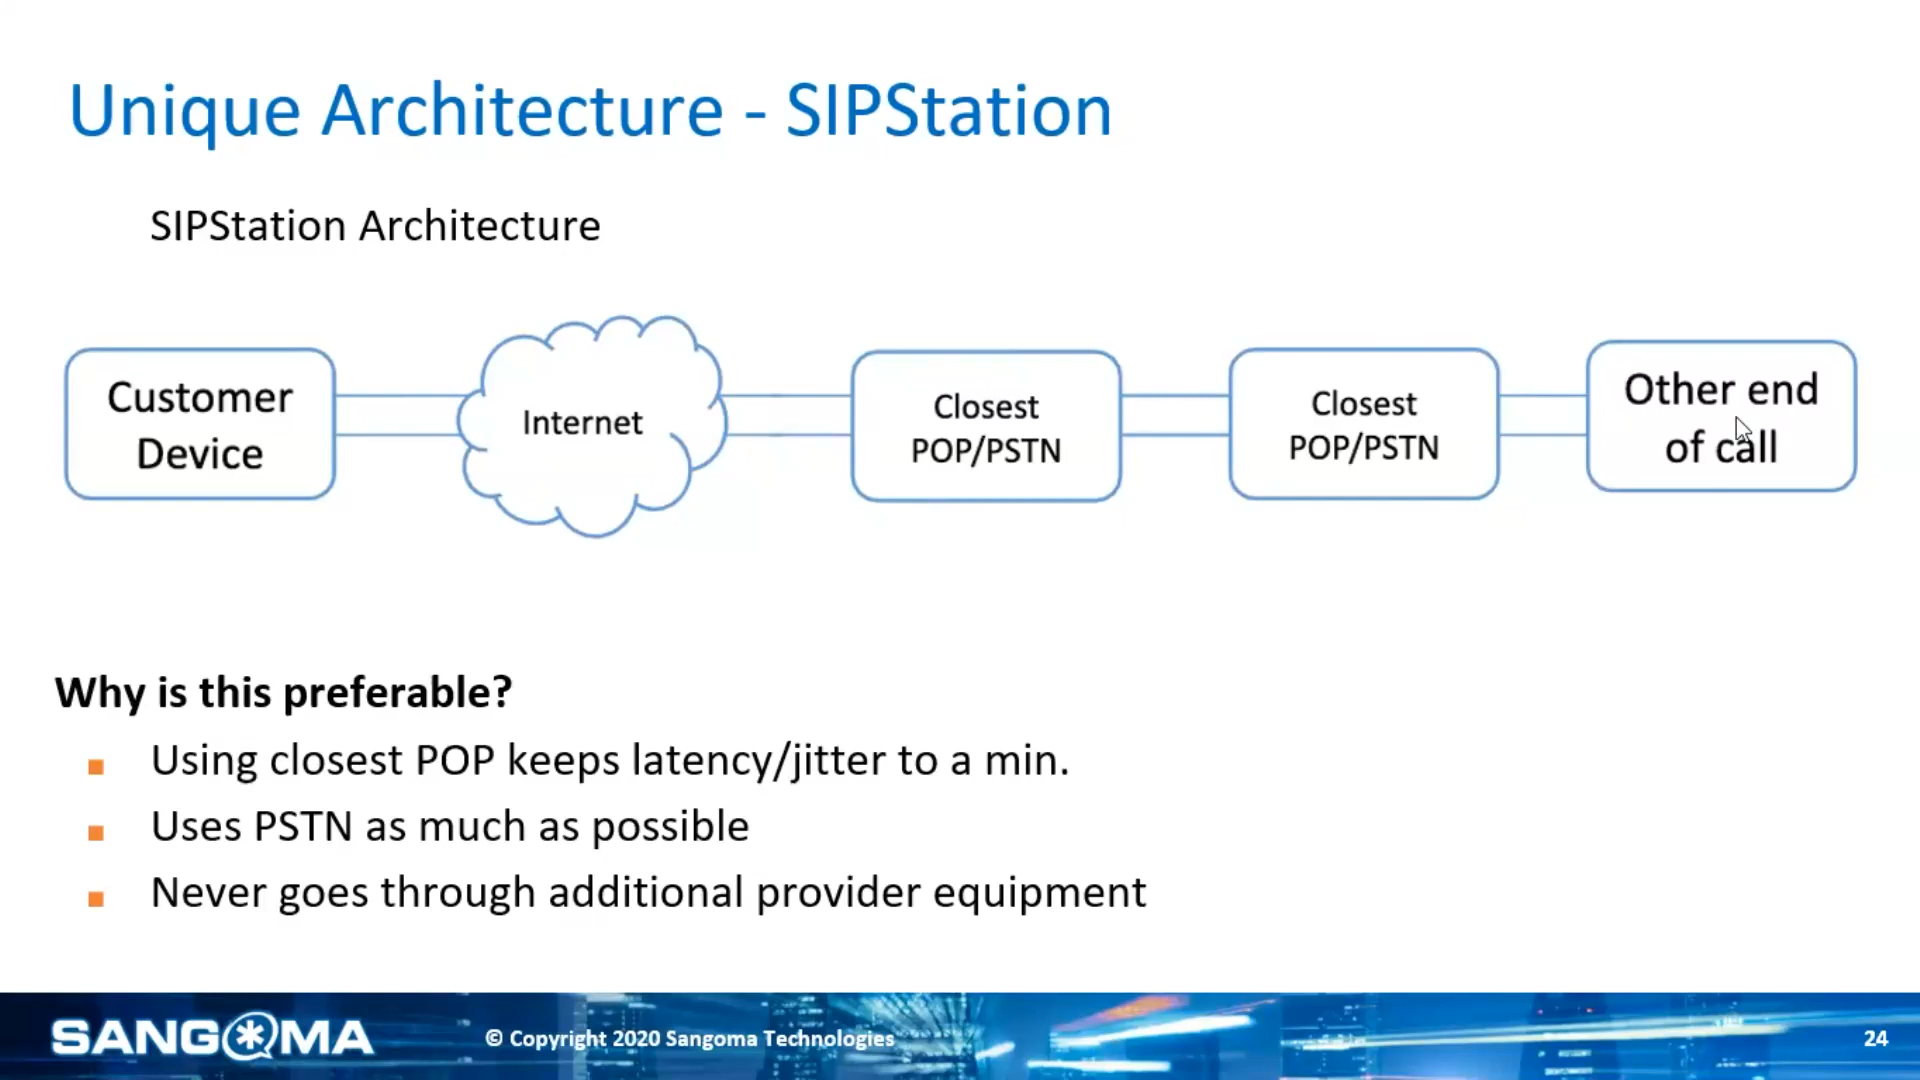 Unique Architecture - SIPStation
SIPStation Architecture
Customer
Device
Internet
Closest
POP/PSTN
Closest
POP/PSTN
Other end
of call
Why is this preferable?
Using closest POP keeps latency/jitter to a min.
Uses PSTN as much as possible
Never goes through additional provider equipment
SANGOMA
© Copyright 2020 Sangoma Technologies
24